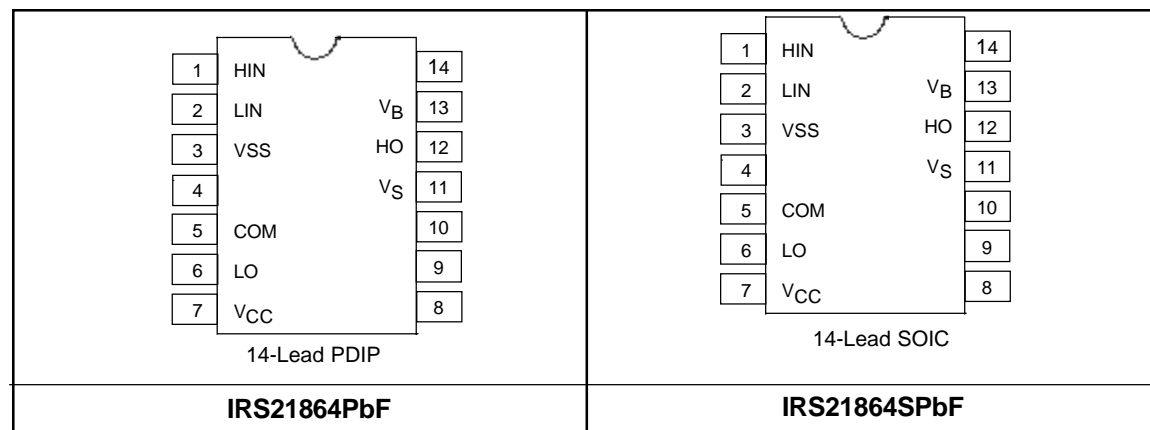 1 HIN 14
2 LIN VB 13
3 VSS HO 12
4 VS 11
5 COM 10
6 LO 9
7 VCC 8
14-Lead PDIP
IRS21864PbF
1 HIN 14
2 LIN VB 13
3 VSS HO 12
4 VS 11
5 COM 10
6 LO 9
7 VCC 8
14-Lead SOIC
IRS21864SPbF